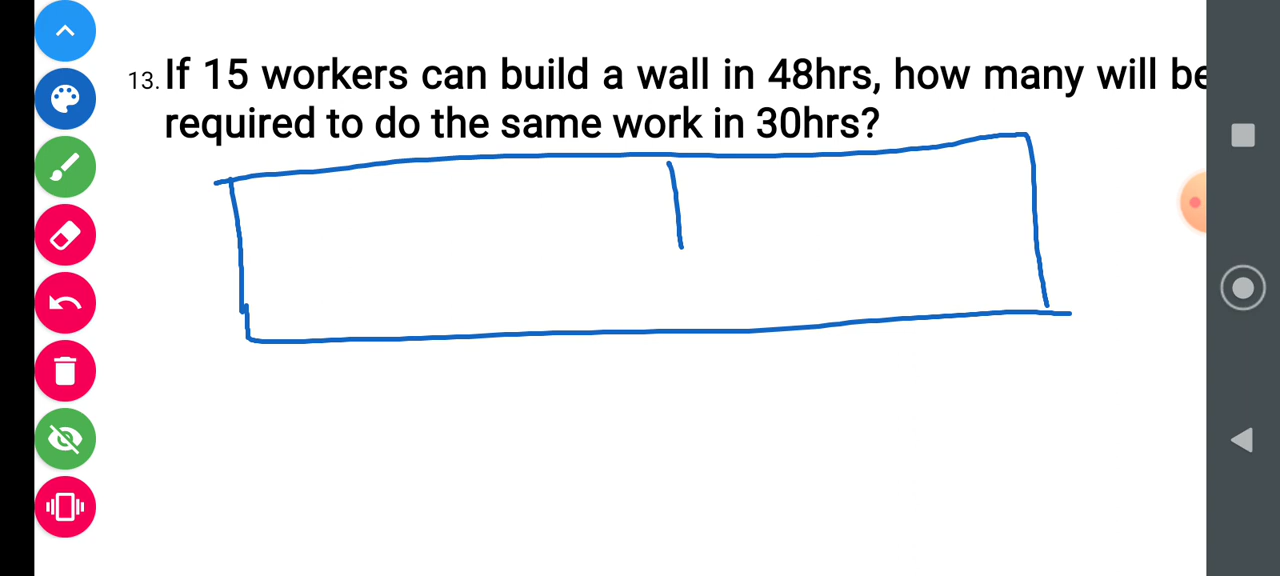 13. If 15 workers can build a wall in 48hrs, how many will be
required to do the same work in 30hrs?